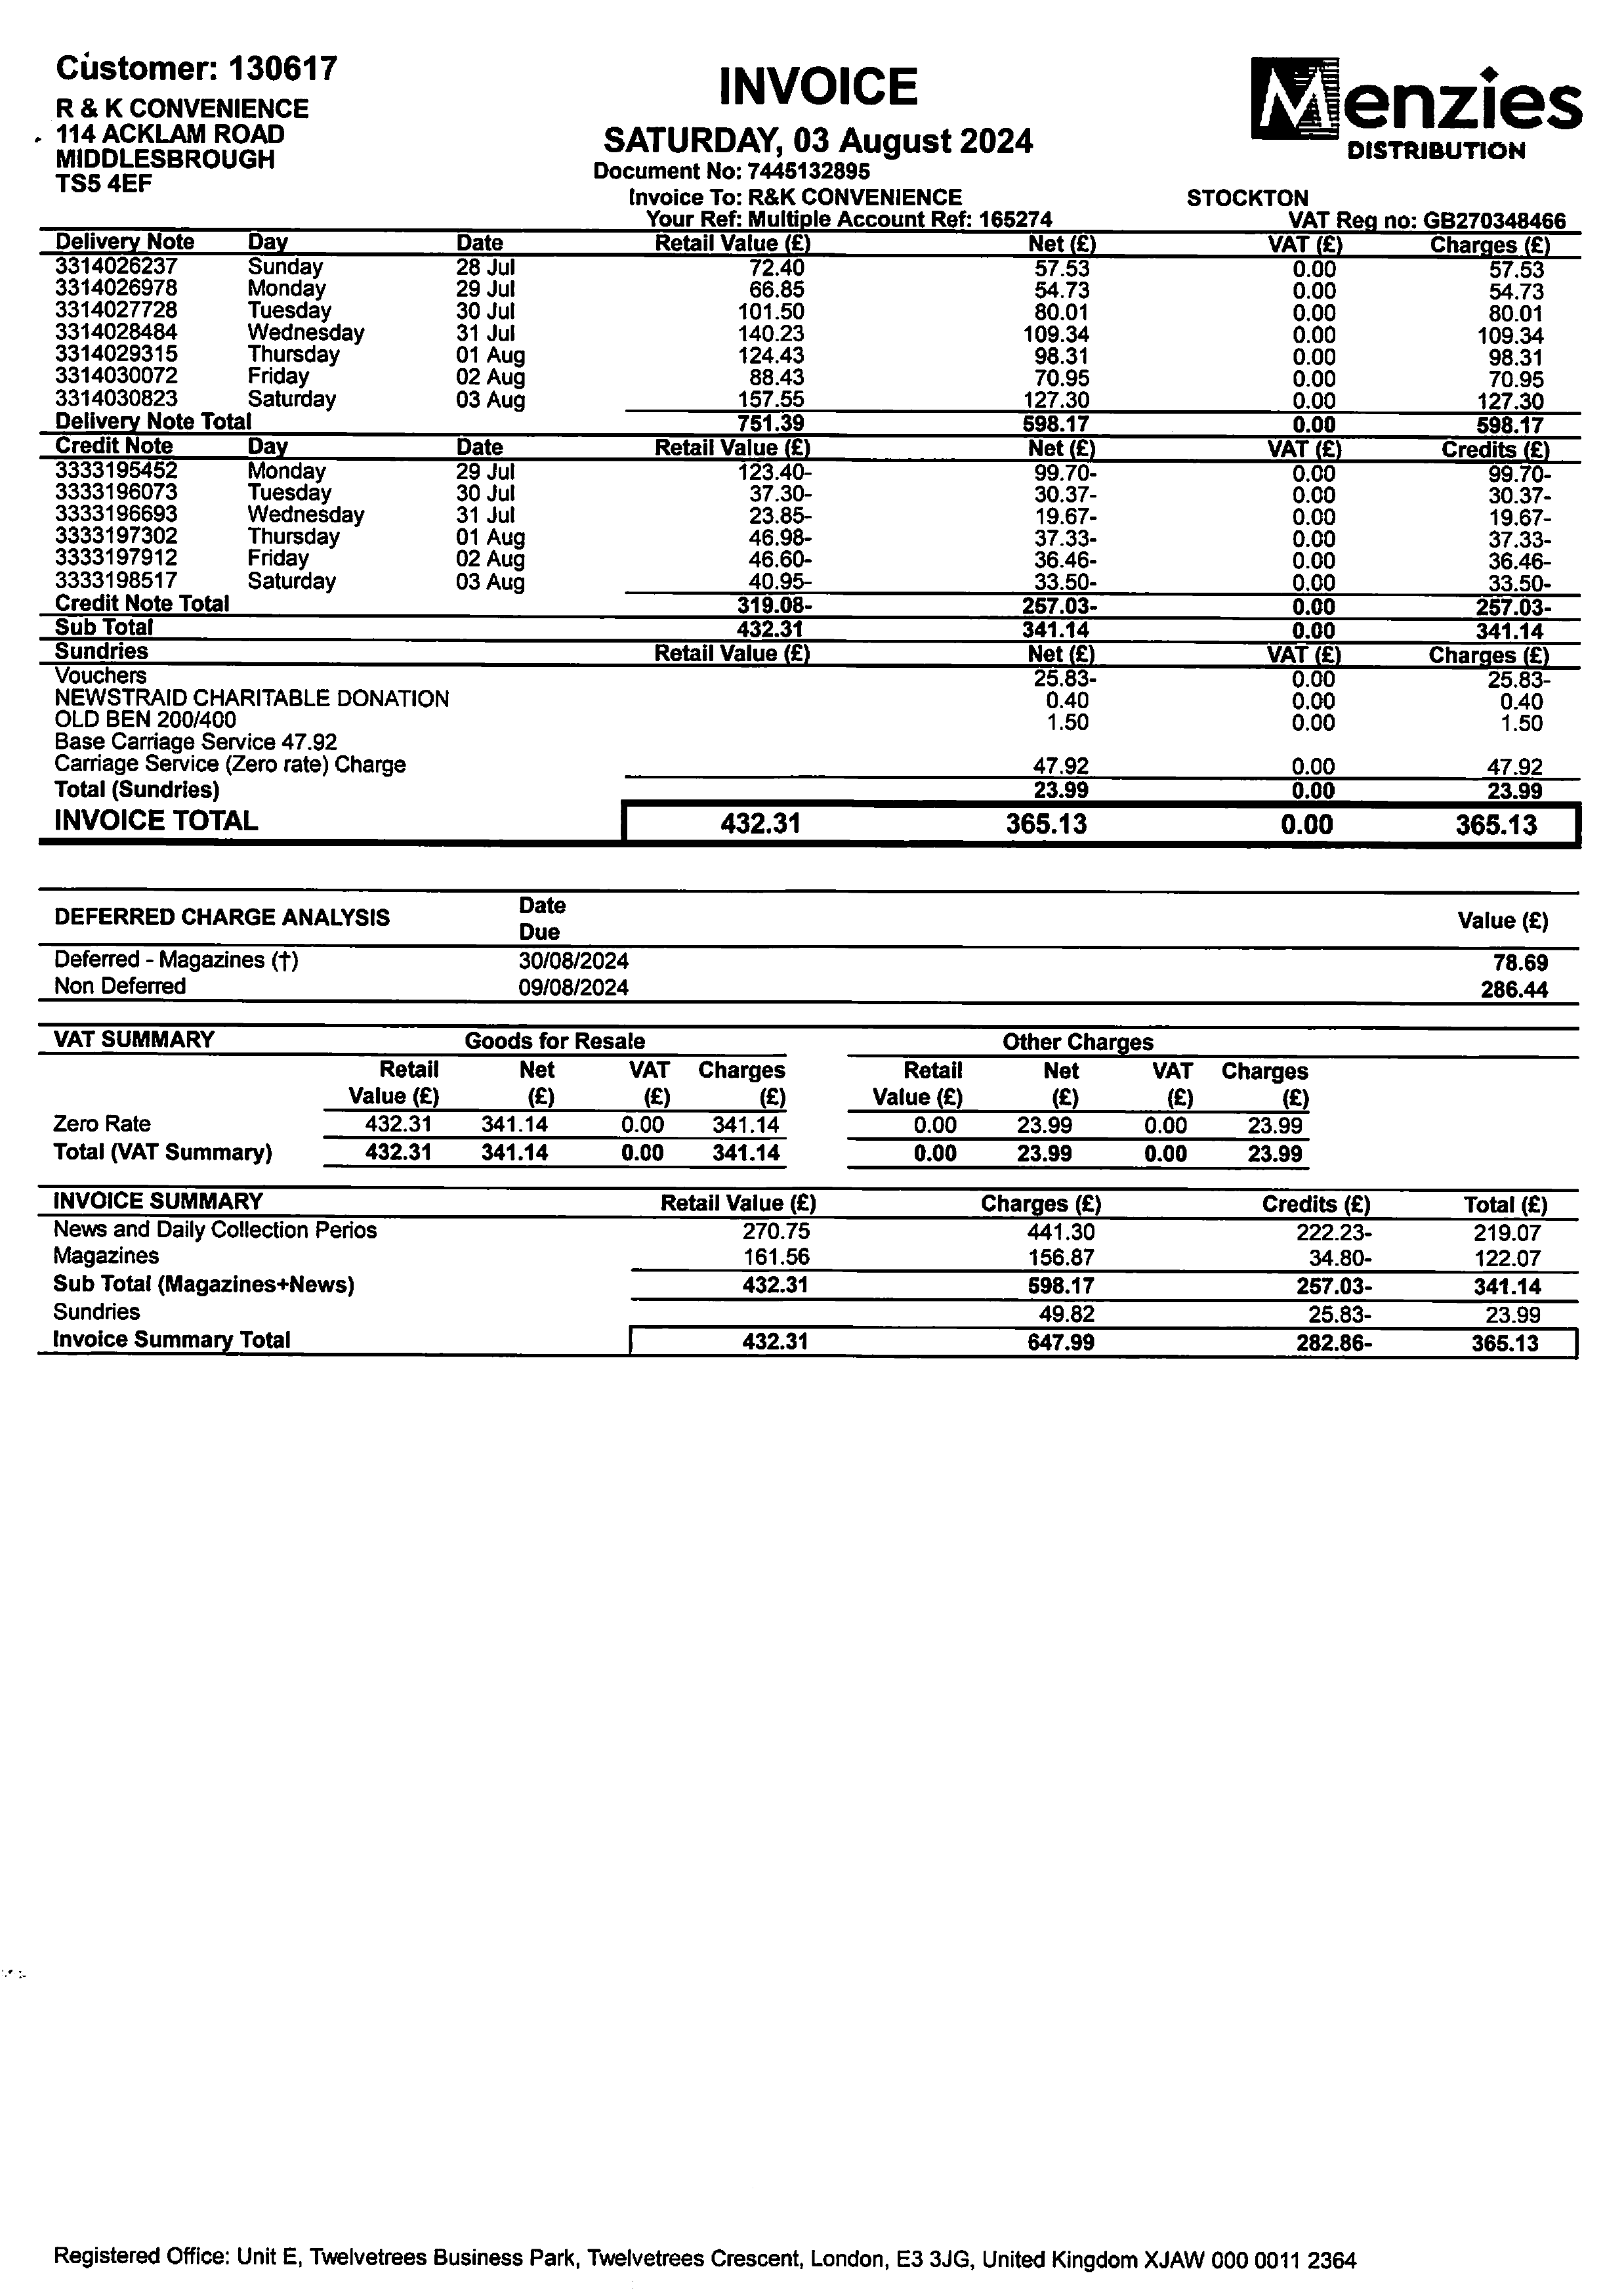 Customer: 130617
R & K CONVENIENCE
114 ACKLAM ROAD
MIDDLESBROUGH
TS5 4EF
INVOICE
SATURDAY, 03 August 2024
Document No: 7445132895
Invoice To: R&K CONVENIENCE
Your Ref: Multiple Account Ref: 165274
Menzies
DISTRIBUTION
STOCKTON
VAT Reg no: GB270348466
Delivery Note Day Date Retail Value (£) Net (£) VAT (£) Charges (£)
3314026237 Sunday 28 Jul 72.40 57.53 0.00 57.53
3314026978 Monday 29 Jul 66.85 54.73 0.00 54.73
3314027728 Tuesday 30 Jul 101.50 80.01 0.00 80.01
3314028484 Wednesday 31 Jul 140.23 109.34 0.00 109.34
3314029315 Thursday 01 Aug 124.43 98.31 0.00 98.31
3314030072 Friday 02 Aug 88.43 70.95 0.00 70.95
3314030823 Saturday 03 Aug 157.55 127.30 0.00 127.30
Delivery Note Total 751.39 598.17 0.00 598.17
Credit Note Day Date Retail Value (£) Net (£) VAT (£) Credits (£)
3333195452 Monday 29 Jul 123.40- 99.70- 0.00 99.70-
3333196073 Tuesday 30 Jul 37.30- 30.37- 0.00 30.37-
3333196693 Wednesday 31 Jul 23.85- 19.67- 0.00 19.67-
3333197302 Thursday 01 Aug 46.98- 37.33- 0.00 37.33-
3333197912 Friday 02 Aug 46.60- 36.46- 0.00 36.46-
3333198517 Saturday 03 Aug 40.95- 33.50- 0.00 33.50-
Credit Note Total 319.08- 257.03- 0.00 257.03-
Sub Total 432.31 341.14 0.00 341.14
Sundries Retail Value (£) Net (£) VAT (£) Charges (£)
Vouchers 25.83- 0.00 25.83-
NEWSTRAID CHARITABLE DONATION 0.40 0.00 0.40
OLD BEN 200/400 1.50 0.00 1.50
Base Carriage Service 47.92
Carriage Service (Zero rate) Charge 47.92 0.00 47.92
Total (Sundries) 23.99 0.00 23.99
INVOICE TOTAL 432.31 365.13 0.00 365.13
DEFERRED CHARGE ANALYSIS Date Due Value (£)
Deferred - Magazines (†) 30/08/2024 78.69
Non Deferred 09/08/2024 286.44
VAT SUMMARY Goods for Resale Other Charges
Retail Net VAT Charges Retail Net VAT Charges
Value (£) (£) (£) (£) Value (£) (£) (£) (£)
Zero Rate 432.31 341.14 0.00 341.14 0.00 23.99 0.00 23.99
Total (VAT Summary) 432.31 341.14 0.00 341.14 0.00 23.99 0.00 23.99
INVOICE SUMMARY Retail Value (£) Charges (£) Credits (£) Total (£)
News and Daily Collection Perios 270.75 441.30 222.23- 219.07
Magazines 161.56 156.87 34.80- 122.07
Sub Total (Magazines+News) 432.31 598.17 257.03- 341.14
Sundries 49.82 25.83- 23.99
Invoice Summary Total 432.31 647.99 282.86- 365.13
Registered Office: Unit E, Twelvetrees Business Park, Twelvetrees Crescent, London, E3 3JG, United Kingdom XJAW 000 0011 2364